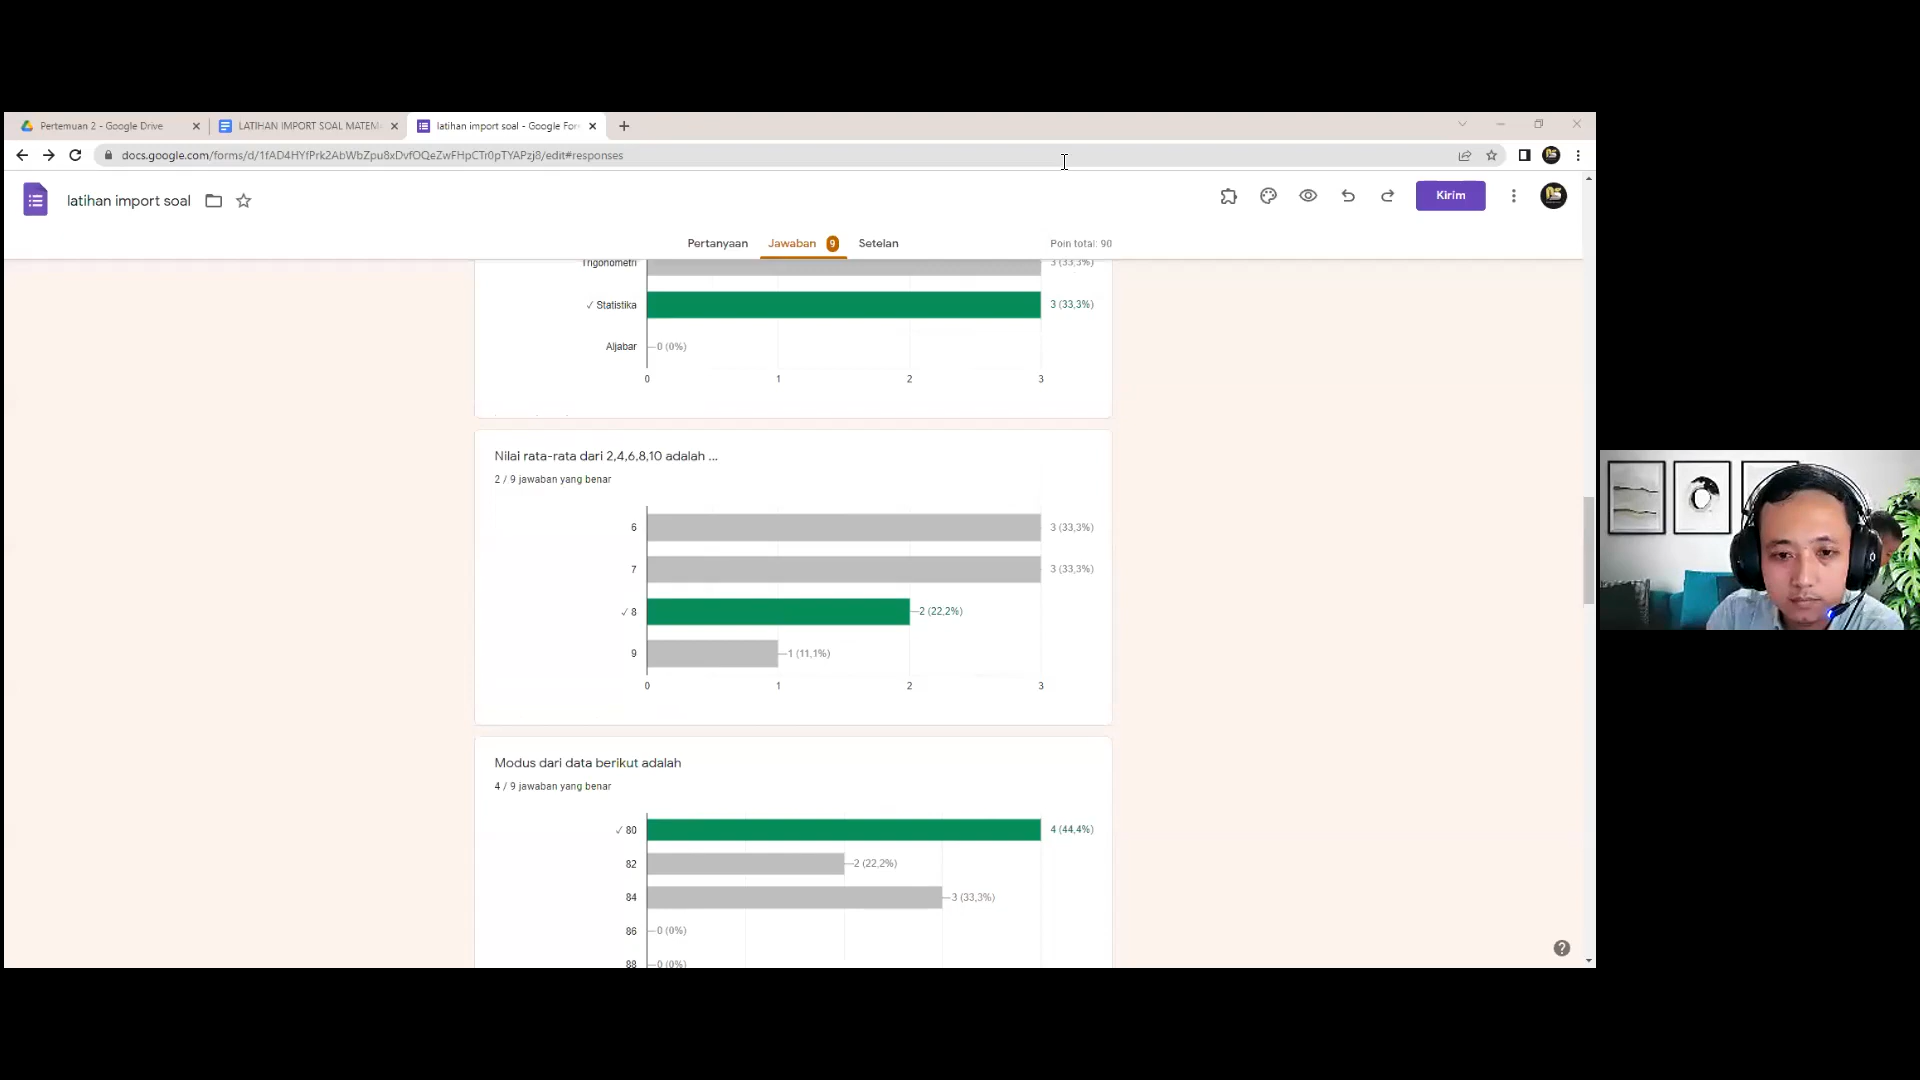 Pertemuan 2 - Google Drive
LATIHAN IMPORT SOAL MATEM
latihan import soal - Google For
docs.google.com/forms/d/1fAD4HYfPrk2AbWbZpu8xDvfOQeZwFHpCTr0pTYAPzj8/edit#responses
latihan import soal
Kirim
Pertanyaan
Jawaban 9
Setelan
Poin total: 90
Trigonometri 3 (33,3%)
✓ Statistika 3 (33,3%)
Aljabar 0 (0%)
0 1 2 3
Nilai rata-rata dari 2,4,6,8,10 adalah ...
2 / 9 jawaban yang benar
6 3 (33,3%)
7 3 (33,3%)
✓ 8 2 (22,2%)
9 1 (11,1%)
0 1 2 3
Modus dari data berikut adalah
4 / 9 jawaban yang benar
✓ 80 4 (44,4%)
82 2 (22,2%)
84 3 (33,3%)
86 0 (0%)
88 0 (0%)